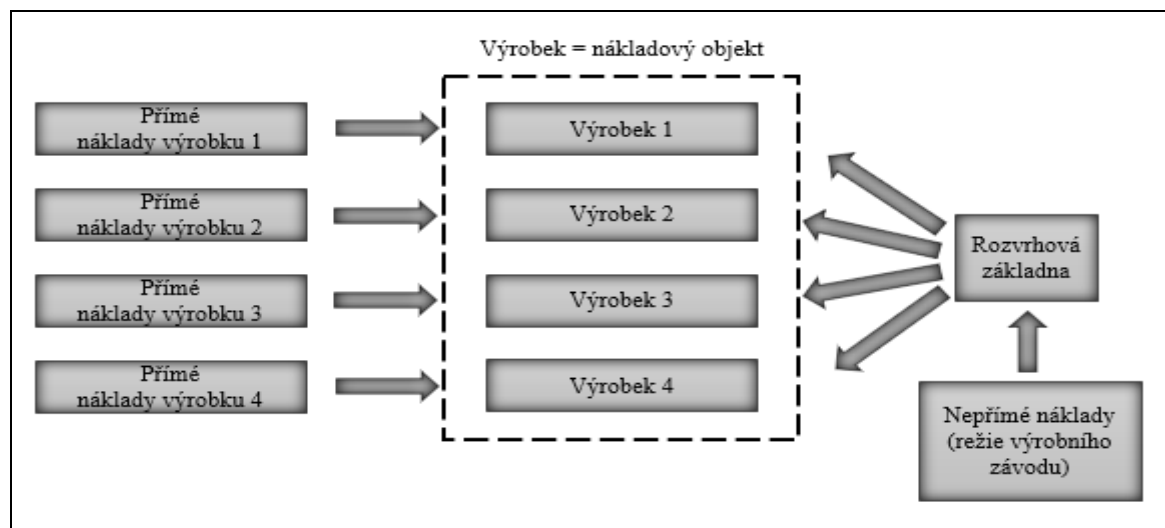 Výrobek = nákladový objekt
Přímé
náklady výrobku 1
Výrobek 1
Přímé
náklady výrobku 2
Výrobek 2
Přímé
náklady výrobku 3
Výrobek 3
Přímé
náklady výrobku 4
Výrobek 4
Rozvrhová
základna
Nepřímé náklady
(režie výrobního
závodu)